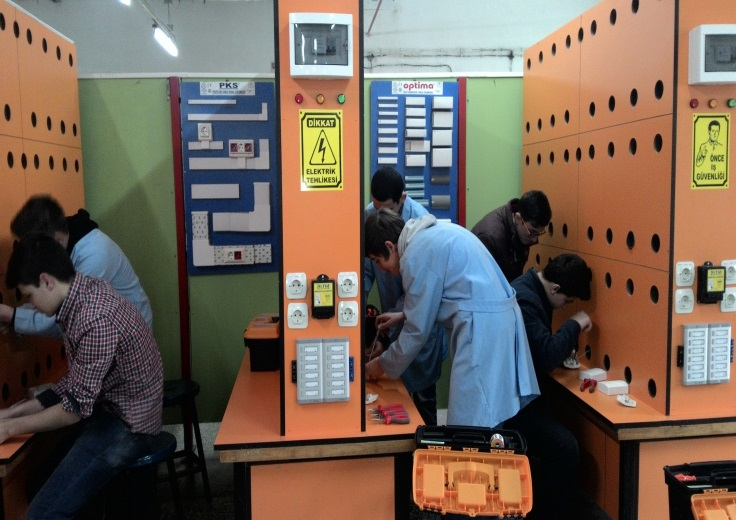 PKS
optima
DİKKAT
ELEKTRİK
TEHLİKESİ
ÖNCE İŞ
GÜVENLİĞİ